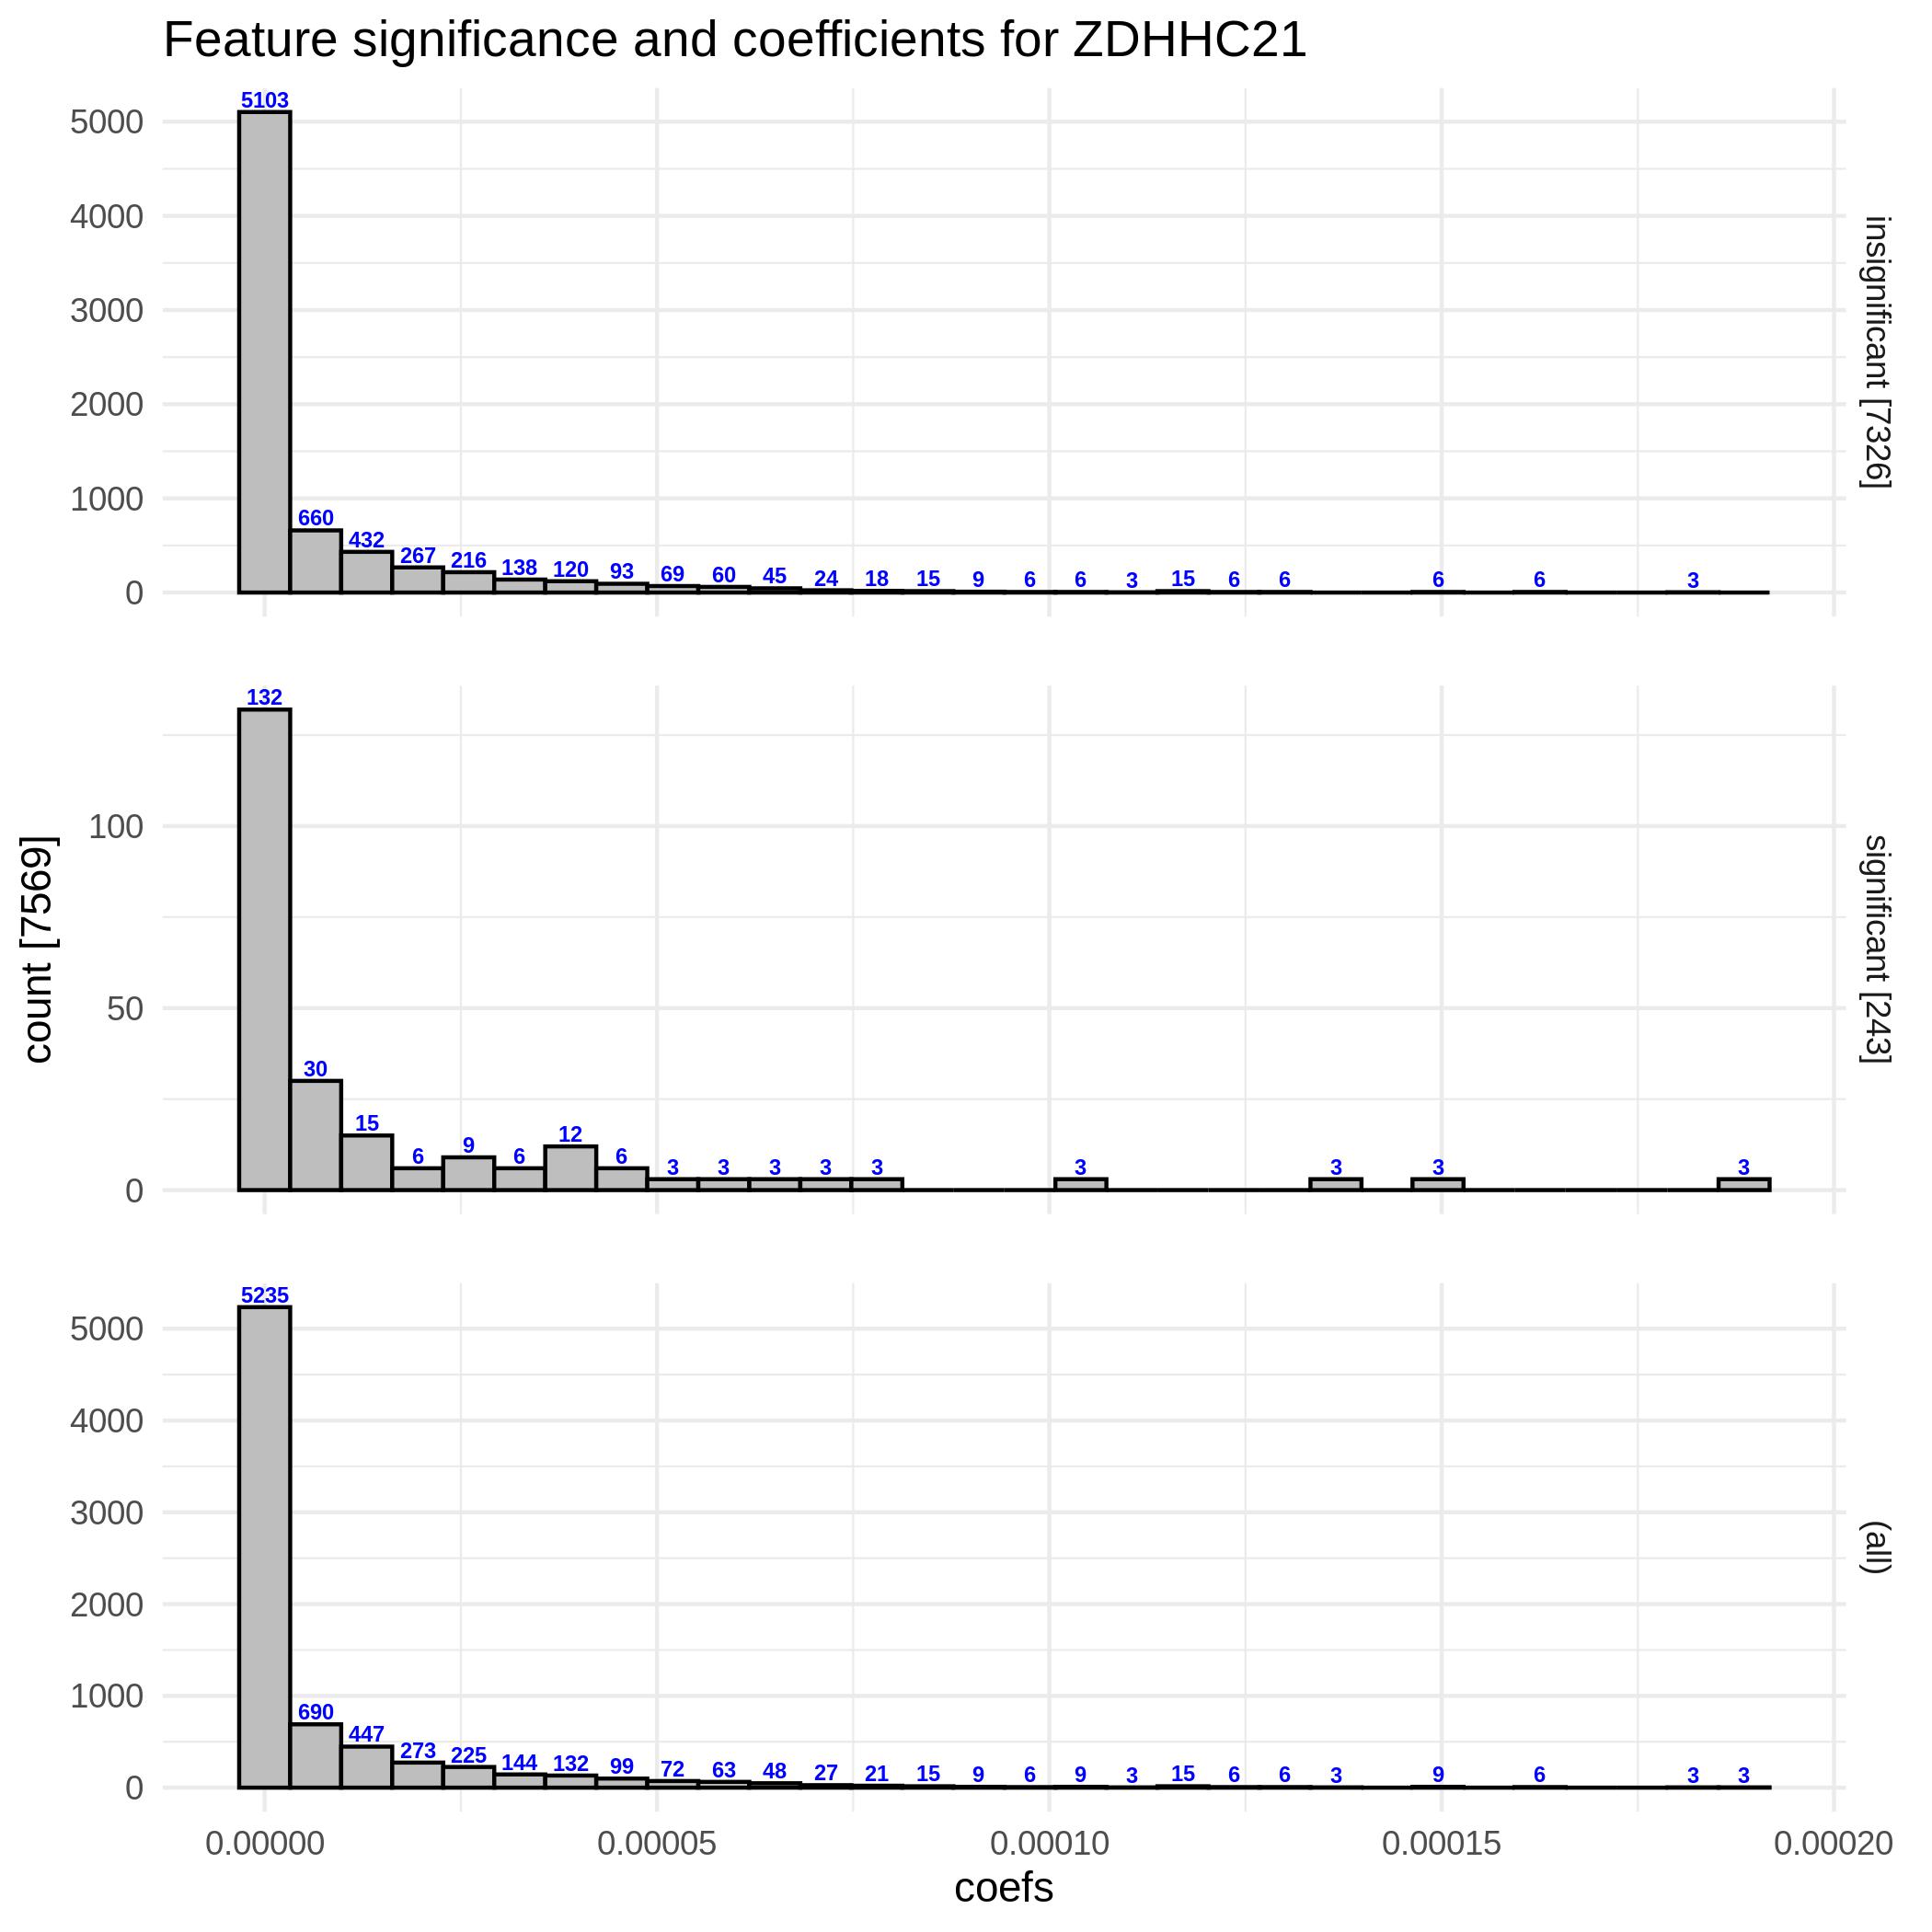 Feature significance and coefficients for ZDHHC21
5103
5000
4000
3000
2000
1000
0
660 432 267 216 138 120 93 69 60 45 24 18 15 9 6 6 3 15 6 6 6 6 3
insignificant [7326]
132
100
50
0
30 15 6 9 6 12 6 3 3 3 3 3 3 3 3 3
significant [243]
count [7569]
5235
5000
4000
3000
2000
1000
0
690 447 273 225 144 132 99 72 63 48 27 21 15 9 6 9 3 15 6 6 3 9 6 3 3
(all)
0.00000 0.00005 0.00010 0.00015 0.00020
coefs